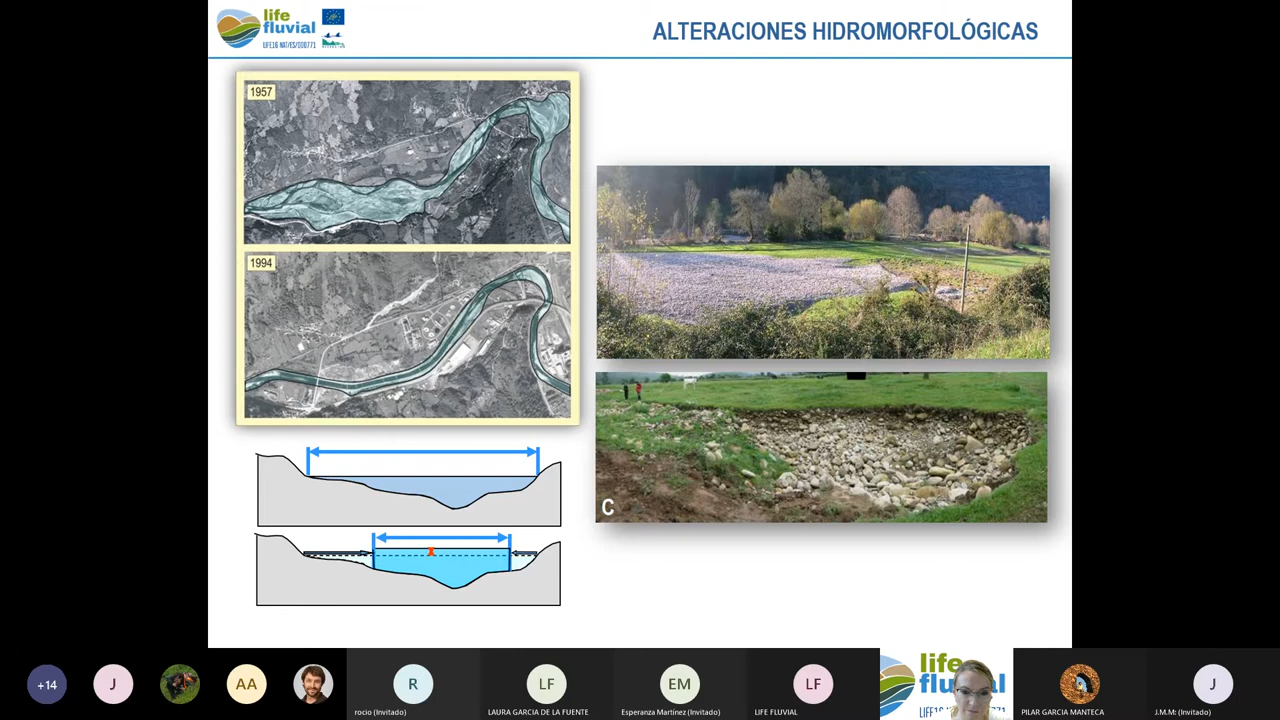 life
fluvial
LIFE16 NAT/ES/000771
ALTERACIONES HIDROMORFOLÓGICAS
1957
1994
C
+14
J
AA
R
rocio (Invitado)
LF
LAURA GARCIA DE LA FUENTE
EM
Esperanza Martínez (Invitado)
LF
LIFE FLUVIAL
life
PILAR GARCIA MANTECA
J
J.M.M: (Invitado)